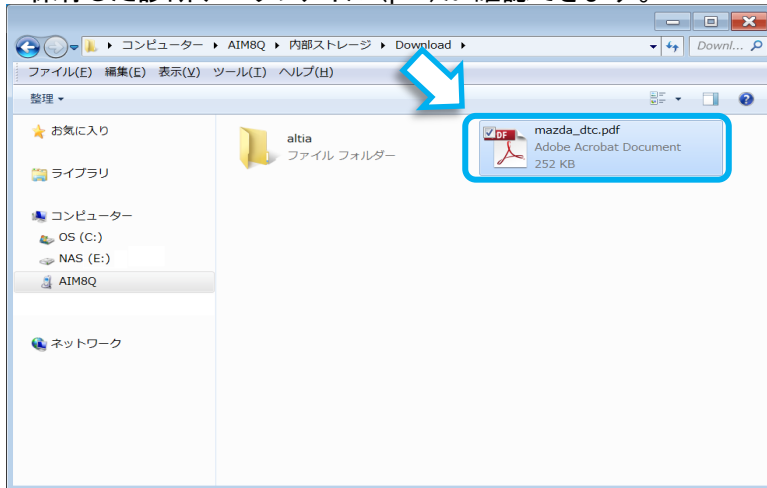 コンピューター ▸ AIM8Q ▸ 内部ストレージ ▸ Download ▸
Downl...
ファイル(F) 編集(E) 表示(V) ツール(T) ヘルプ(H)
整理
お気に入り
ライブラリ
コンピューター
OS (C:)
NAS (E:)
AIM8Q
ネットワーク
altia
ファイル フォルダー
mazda_dtc.pdf
Adobe Acrobat Document
252 KB